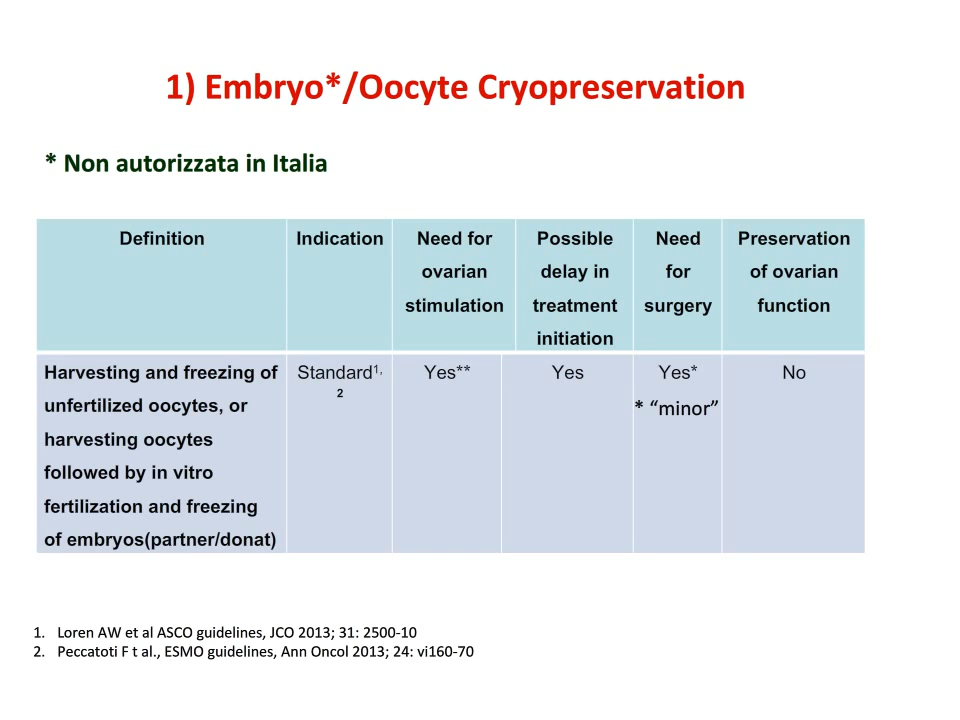 1) Embryo*/Oocyte Cryopreservation
* Non autorizzata in Italia
Definition
Indication
Need for
ovarian
stimulation
Possible
delay in
treatment
initiation
Need
for
surgery
Preservation
of ovarian
function
Harvesting and freezing of
unfertilized oocytes, or
harvesting oocytes
followed by in vitro
fertilization and freezing
of embryos(partner/donat)
Standard1,
2
Yes**
Yes
Yes*
* “minor”
No
1. Loren AW et al ASCO guidelines, JCO 2013; 31: 2500-10
2. Peccatoti F t al., ESMO guidelines, Ann Oncol 2013; 24: vi160-70